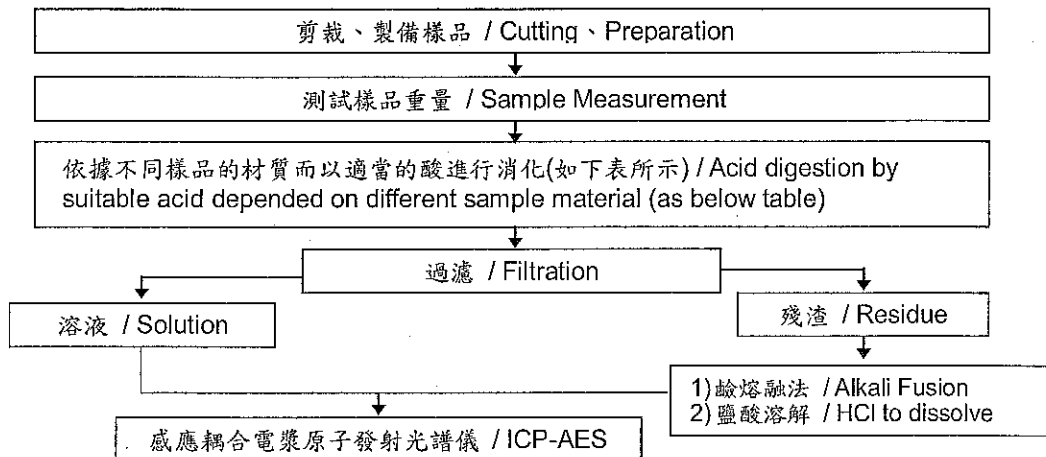 剪裁、製備樣品 / Cutting、Preparation
測試樣品重量 / Sample Measurement
依據不同樣品的材質而以適當的酸進行消化(如下表所示) / Acid digestion by
suitable acid depended on different sample material (as below table)
過濾 / Filtration
溶液 / Solution
殘渣 / Residue
1)鹼熔融法 / Alkali Fusion
2)鹽酸溶解 / HCl to dissolve
感應耦合電漿原子發射光譜儀 / ICP-AES